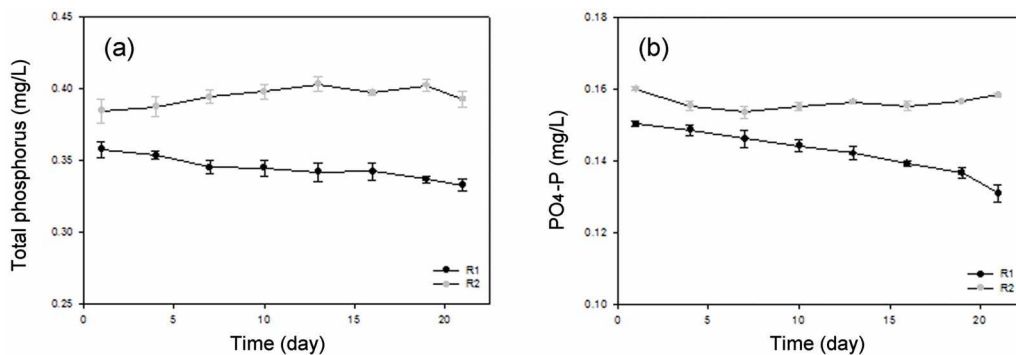 (a)
Total phosphorus (mg/L)
0.45
0.40
0.35
0.30
0.25
0 5 10 15 20
Time (day)
R1
R2
(b)
PO4-P (mg/L)
0.18
0.16
0.14
0.12
0.10
0 5 10 15 20
Time (day)
R1
R2